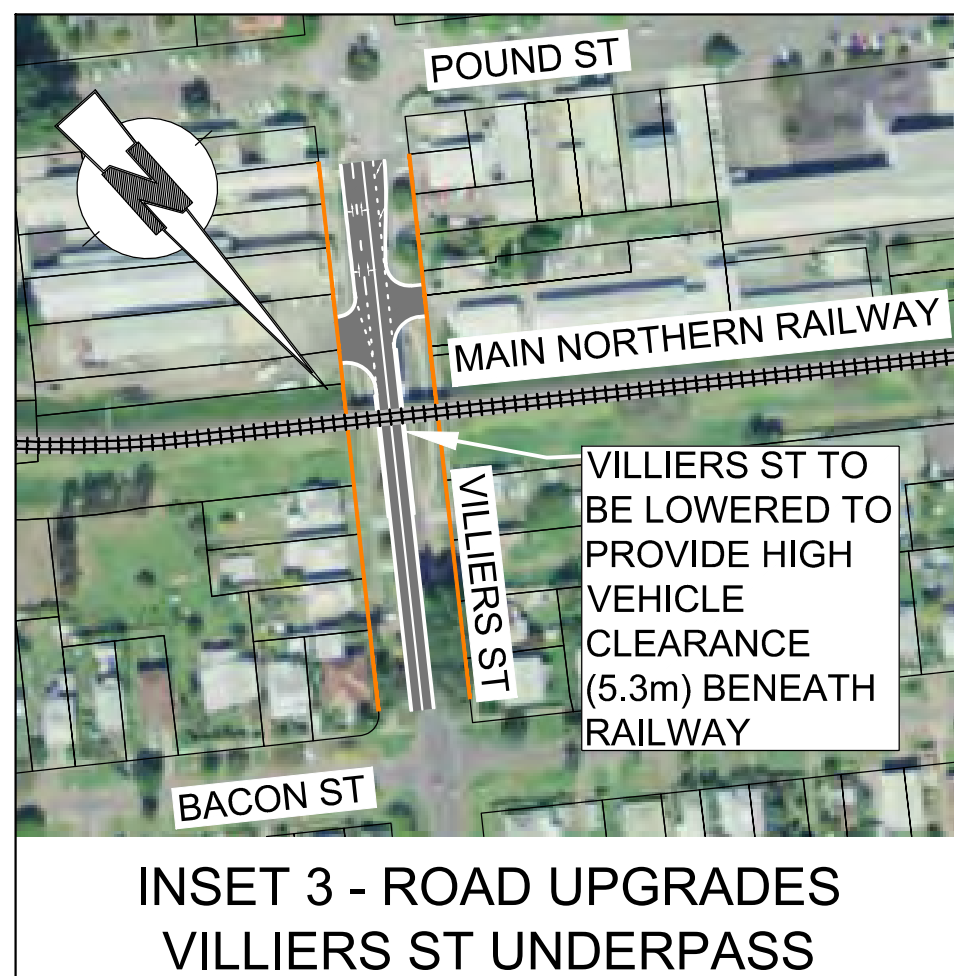 POUND ST
MAIN NORTHERN RAILWAY
VILLIERS ST TO
BE LOWERED TO
PROVIDE HIGH
VEHICLE
CLEARANCE
(5.3m) BENEATH
RAILWAY
VILLIERS ST
BACON ST
INSET 3 - ROAD UPGRADES
VILLIERS ST UNDERPASS